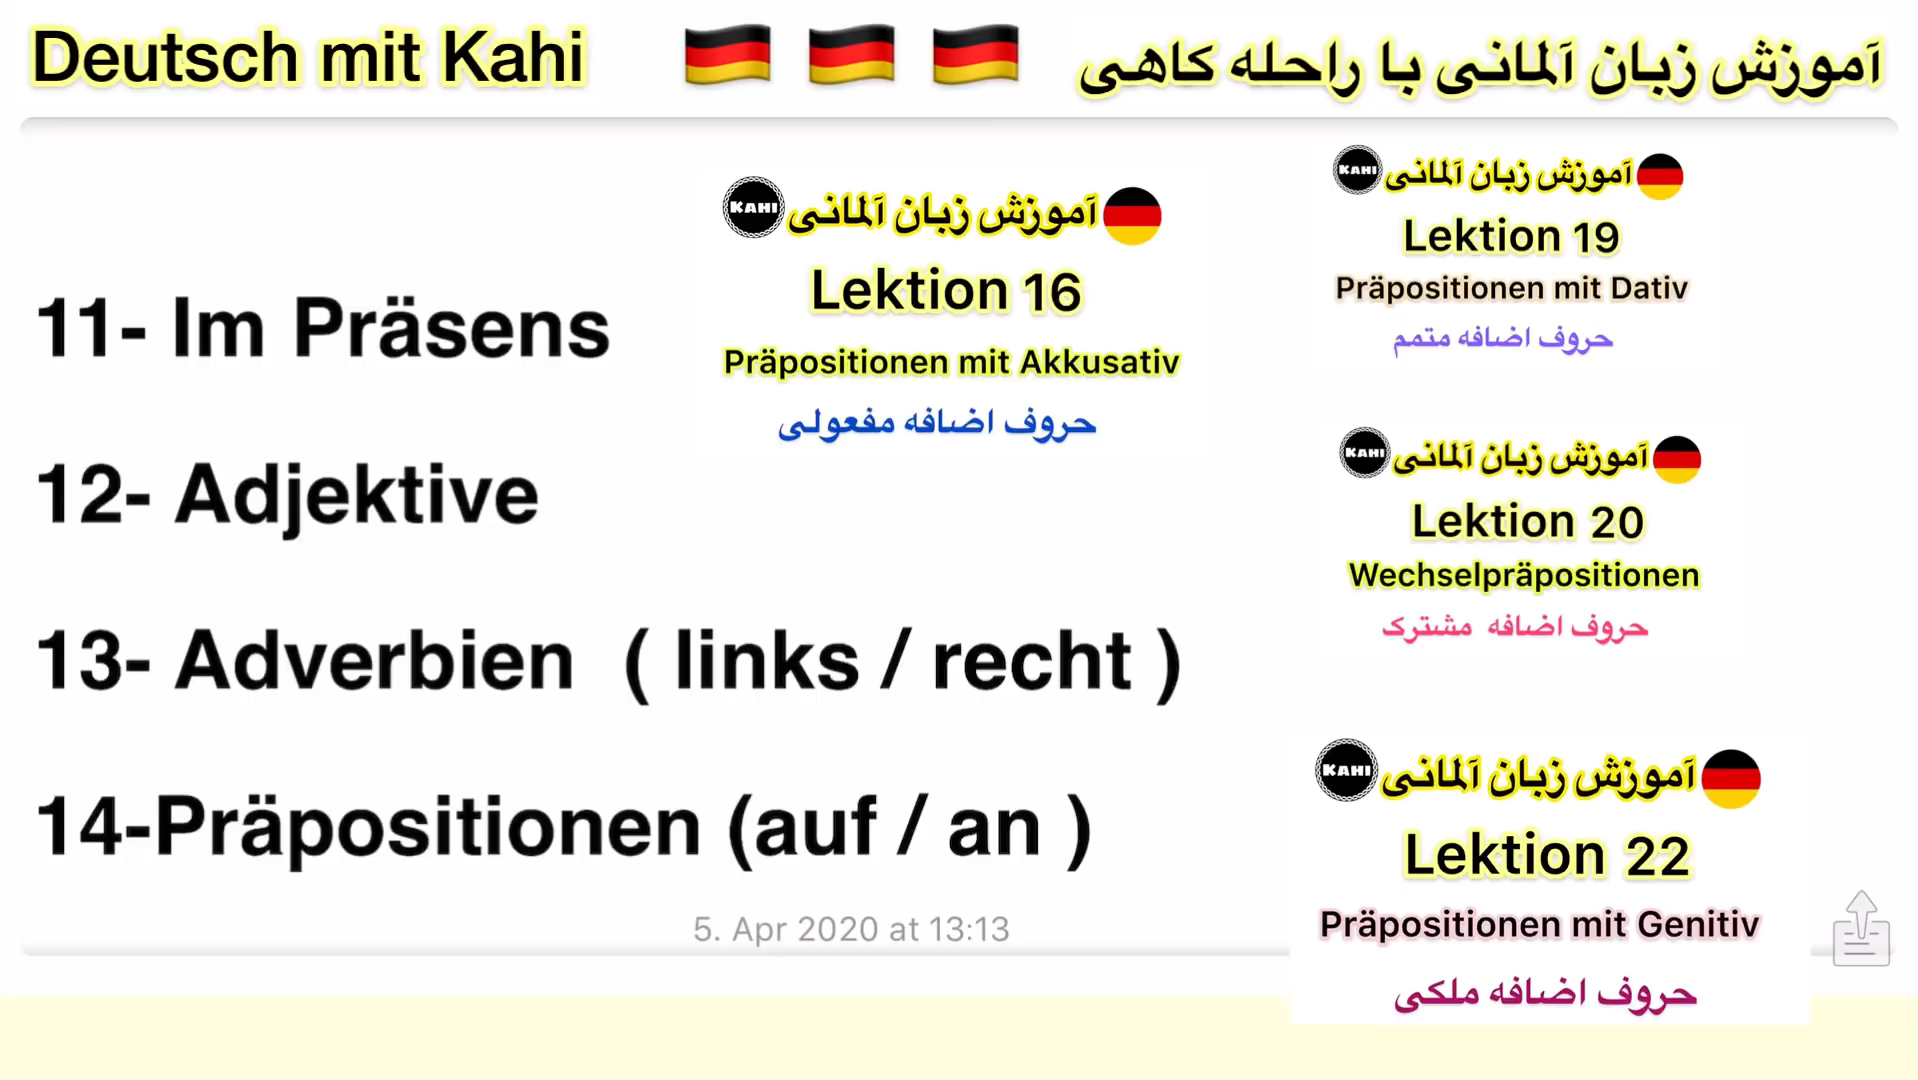 Deutsch mit Kahi
آموزش زبان آلمانی با راحله کاهی
11- Im Präsens
12- Adjektive
13- Adverbien ( links / recht )
14-Präpositionen (auf / an )
5. Apr 2020 at 13:13
KAHI آموزش زبان آلمانی
Lektion 16
Präpositionen mit Akkusativ
حروف اضافه مفعولی
KAHI آموزش زبان آلمانی
Lektion 19
Präpositionen mit Dativ
حروف اضافه متمم
KAHI آموزش زبان آلمانی
Lektion 20
Wechselpräpositionen
حروف اضافه مشترک
KAHI آموزش زبان آلمانی
Lektion 22
Präpositionen mit Genitiv
حروف اضافه ملکی